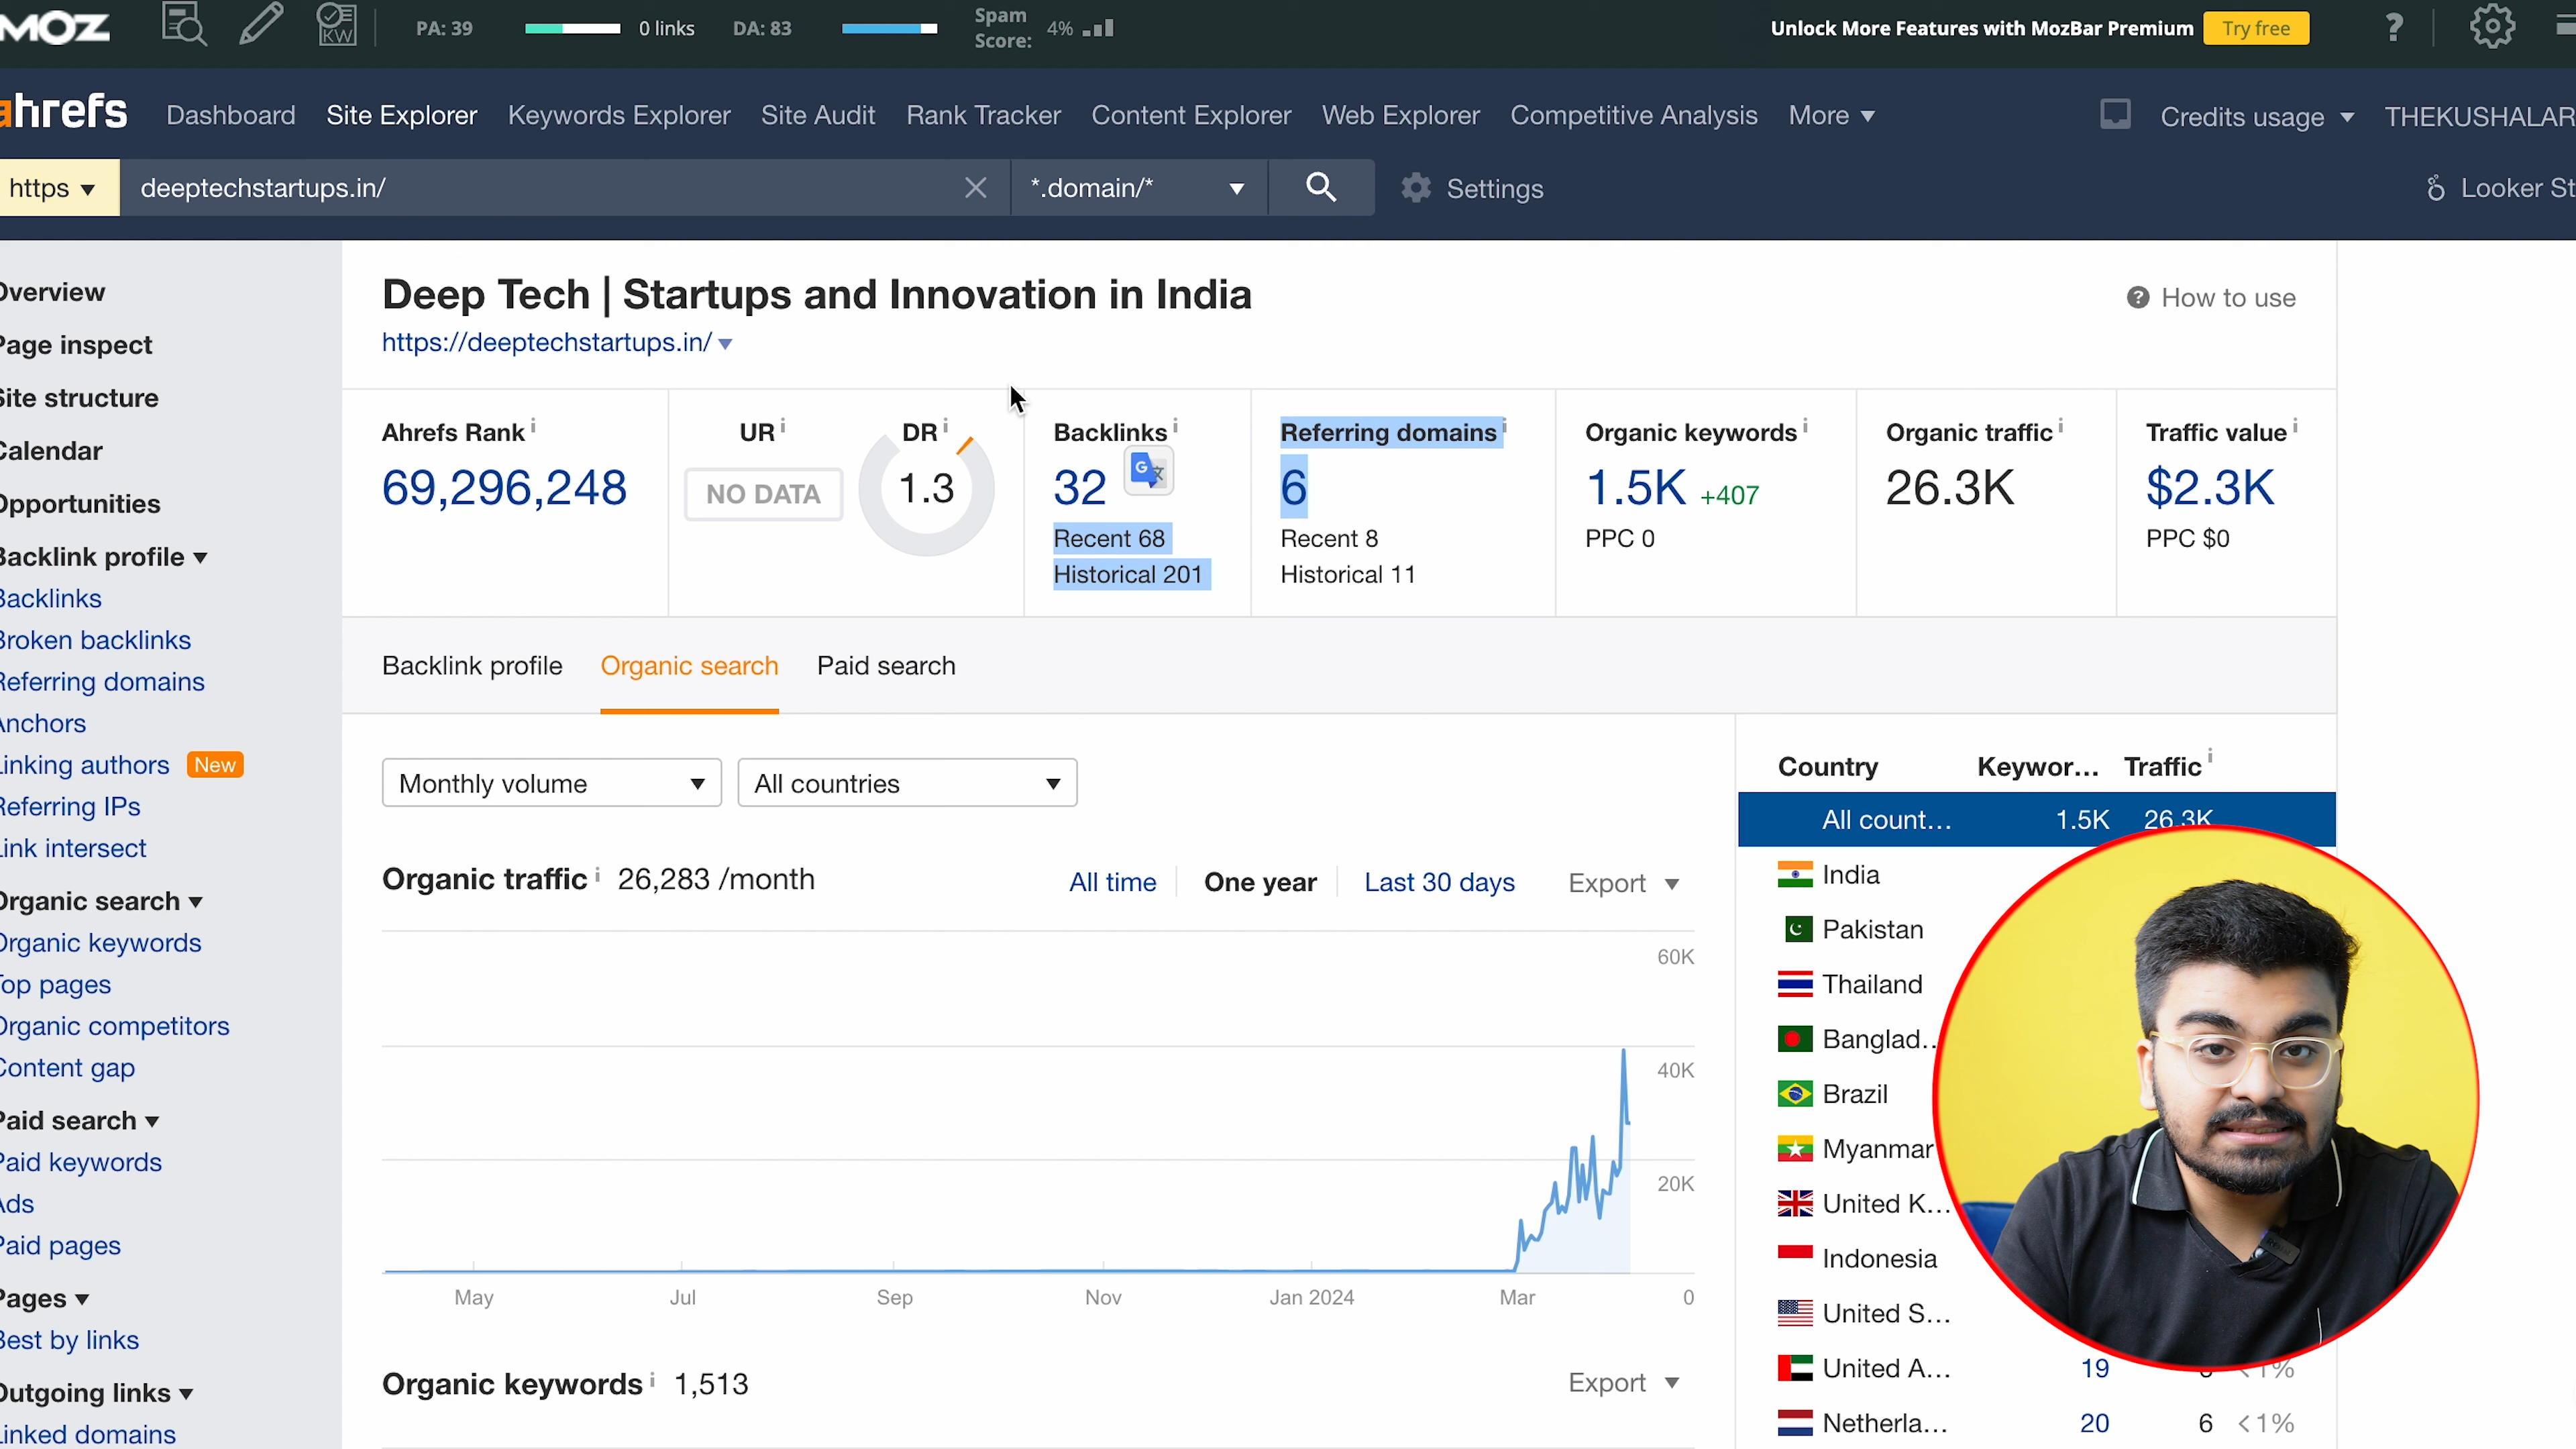 MOZ
KW
PA: 39
0 links
DA: 83
Spam Score:
4%
Unlock More Features with MozBar Premium
Try free
?
ahrefs
Dashboard
Site Explorer
Keywords Explorer
Site Audit
Rank Tracker
Content Explorer
Web Explorer
Competitive Analysis
More
Credits usage
THEKUSHALAR
https
deeptechstartups.in/
*.domain/*
Settings
Looker St
Overview
Page inspect
Site structure
Calendar
Opportunities
Backlink profile
Backlinks
Broken backlinks
Referring domains
Anchors
Linking authors New
Referring IPs
Link intersect
Organic search
Organic keywords
Top pages
Organic competitors
Content gap
Paid search
Paid keywords
Ads
Paid pages
Pages
Best by links
Outgoing links
Linked domains
Deep Tech | Startups and Innovation in India
https://deeptechstartups.in/
How to use
Ahrefs Rank
69,296,248
UR
NO DATA
DR
1.3
Backlinks
32
Recent 68
Historical 201
Referring domains
6
Recent 8
Historical 11
Organic keywords
1.5K +407
PPC 0
Organic traffic
26.3K
Traffic value
$2.3K
PPC $0
Backlink profile
Organic search
Paid search
Monthly volume
All countries
Organic traffic 26,283 /month
All time
One year
Last 30 days
Export
60K
40K
20K
0
May
Jul
Sep
Nov
Jan 2024
Mar
Organic keywords 1,513
Export
Country Keywor... Traffic
All count... 1.5K 26.3K
India
Pakistan
Thailand
Banglad..
Brazil
Myanmar
United K...
Indonesia
United S...
United A... 19 <1%
Netherla... 20 6 <1%